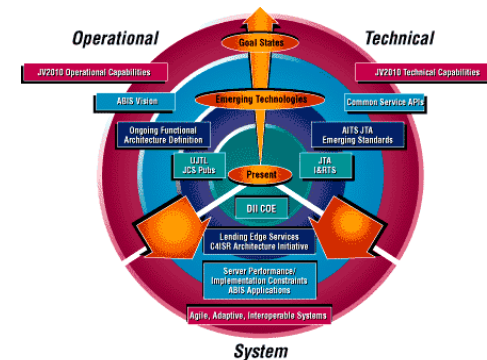 Operational
Goal States
Technical
JV2010 Operational Capabilities
JV2010 Technical Capabilities
ABIS Vision
Emerging Technologies
Common Service APIs
Ongoing Functional
Architecture Definition
AITS JTA
Emerging Standards
UJTL
JCS Pubs
JTA
I&RTS
Present
DII COE
Lending Edge Services
C4ISR Architecture Initiative
Server Performance/
Implementation Constraints
ABIS Applications
Agile, Adaptive, Interoperable Systems
System